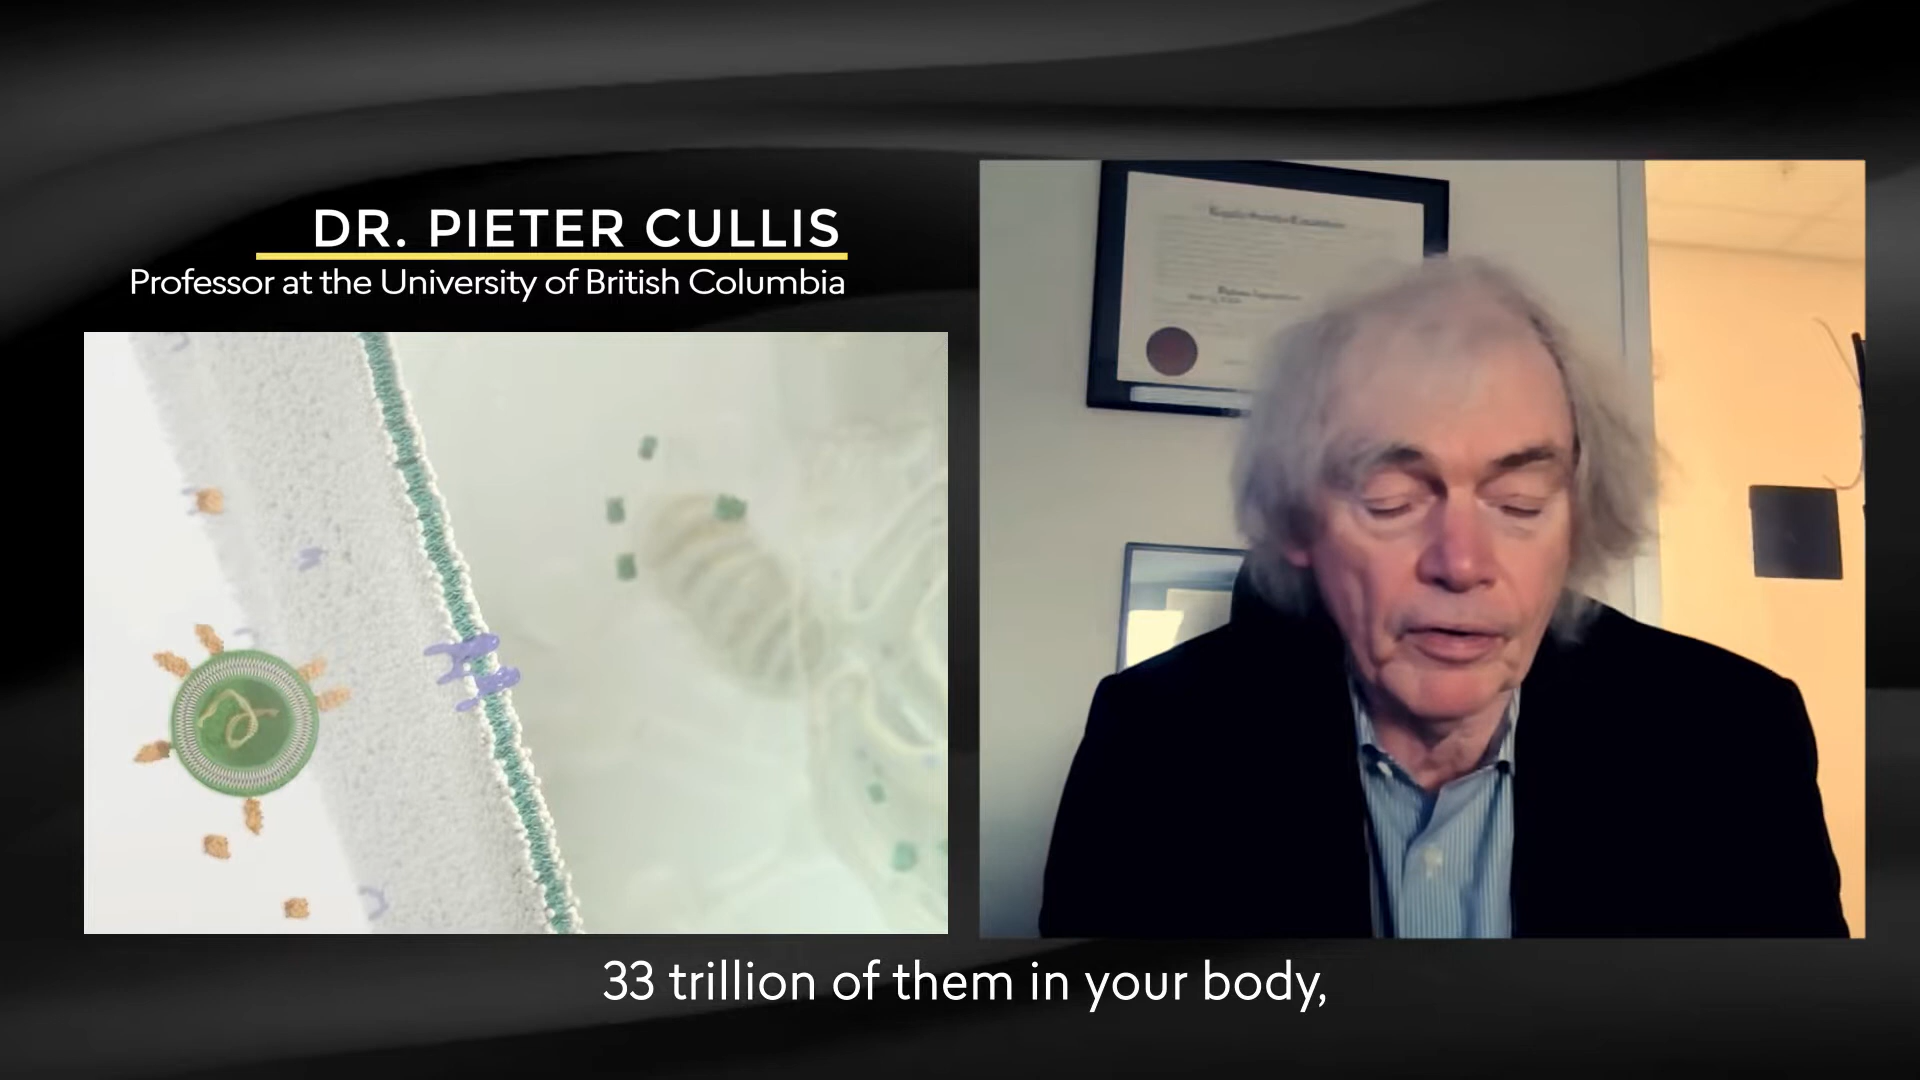 DR. PIETER CULLIS
Professor at the University of British Columbia
33 trillion of them in your body,